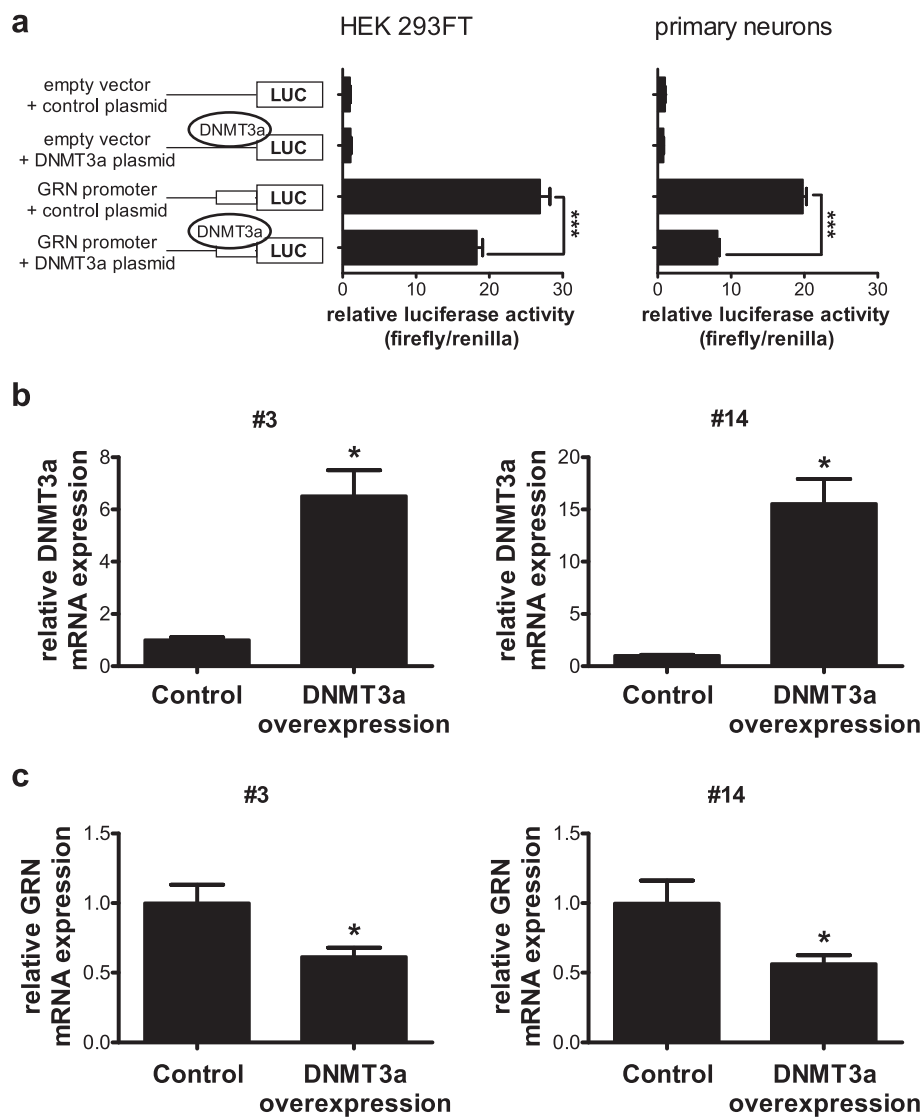 a
HEK 293FT
primary neurons
empty vector
+ control plasmid
LUC
empty vector
+ DNMT3a plasmid
DNMT3a
LUC
GRN promoter
+ control plasmid
LUC
GRN promoter
+ DNMT3a plasmid
DNMT3a
LUC
***
0 10 20 30
relative luciferase activity
(firefly/renilla)
***
0 10 20 30
relative luciferase activity
(firefly/renilla)
b
#3
relative DNMT3a
mRNA expression
8
6
4
2
0
*
Control
DNMT3a
overexpression
#14
relative DNMT3a
mRNA expression
20
15
10
5
0
*
Control
DNMT3a
overexpression
c
#3
relative GRN
mRNA expression
1.5
1.0
0.5
0.0
*
Control
DNMT3a
overexpression
#14
relative GRN
mRNA expression
1.5
1.0
0.5
0.0
*
Control
DNMT3a
overexpression